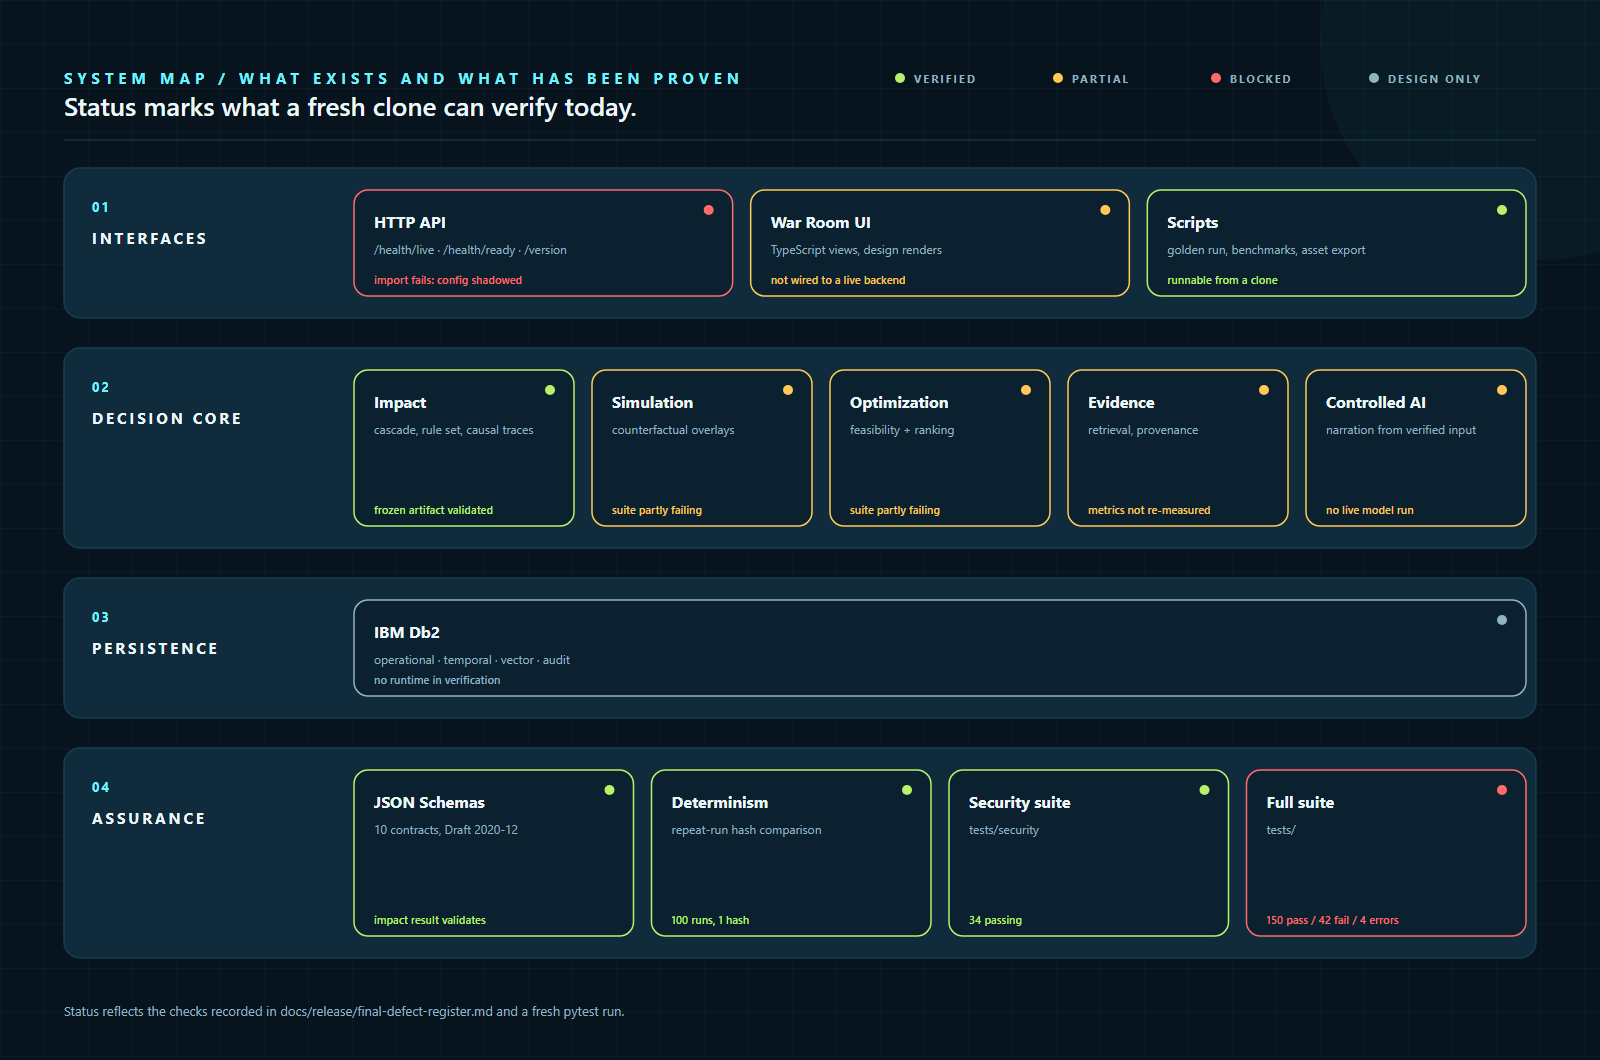 SYSTEM MAP / WHAT EXISTS AND WHAT HAS BEEN PROVEN
Status marks what a fresh clone can verify today.
VERIFIED
PARTIAL
BLOCKED
DESIGN ONLY
01
INTERFACES
HTTP API
/health/live · /health/ready · /version
import fails: config shadowed
War Room UI
TypeScript views, design renders
not wired to a live backend
Scripts
golden run, benchmarks, asset export
runnable from a clone
02
DECISION CORE
Impact
cascade, rule set, causal traces
frozen artifact validated
Simulation
counterfactual overlays
suite partly failing
Optimization
feasibility + ranking
suite partly failing
Evidence
retrieval, provenance
metrics not re-measured
Controlled AI
narration from verified input
no live model run
03
PERSISTENCE
IBM Db2
operational · temporal · vector · audit
no runtime in verification
04
ASSURANCE
JSON Schemas
10 contracts, Draft 2020-12
impact result validates
Determinism
repeat-run hash comparison
100 runs, 1 hash
Security suite
tests/security
34 passing
Full suite
tests/
150 pass / 42 fail / 4 errors
Status reflects the checks recorded in docs/release/final-defect-register.md and a fresh pytest run.